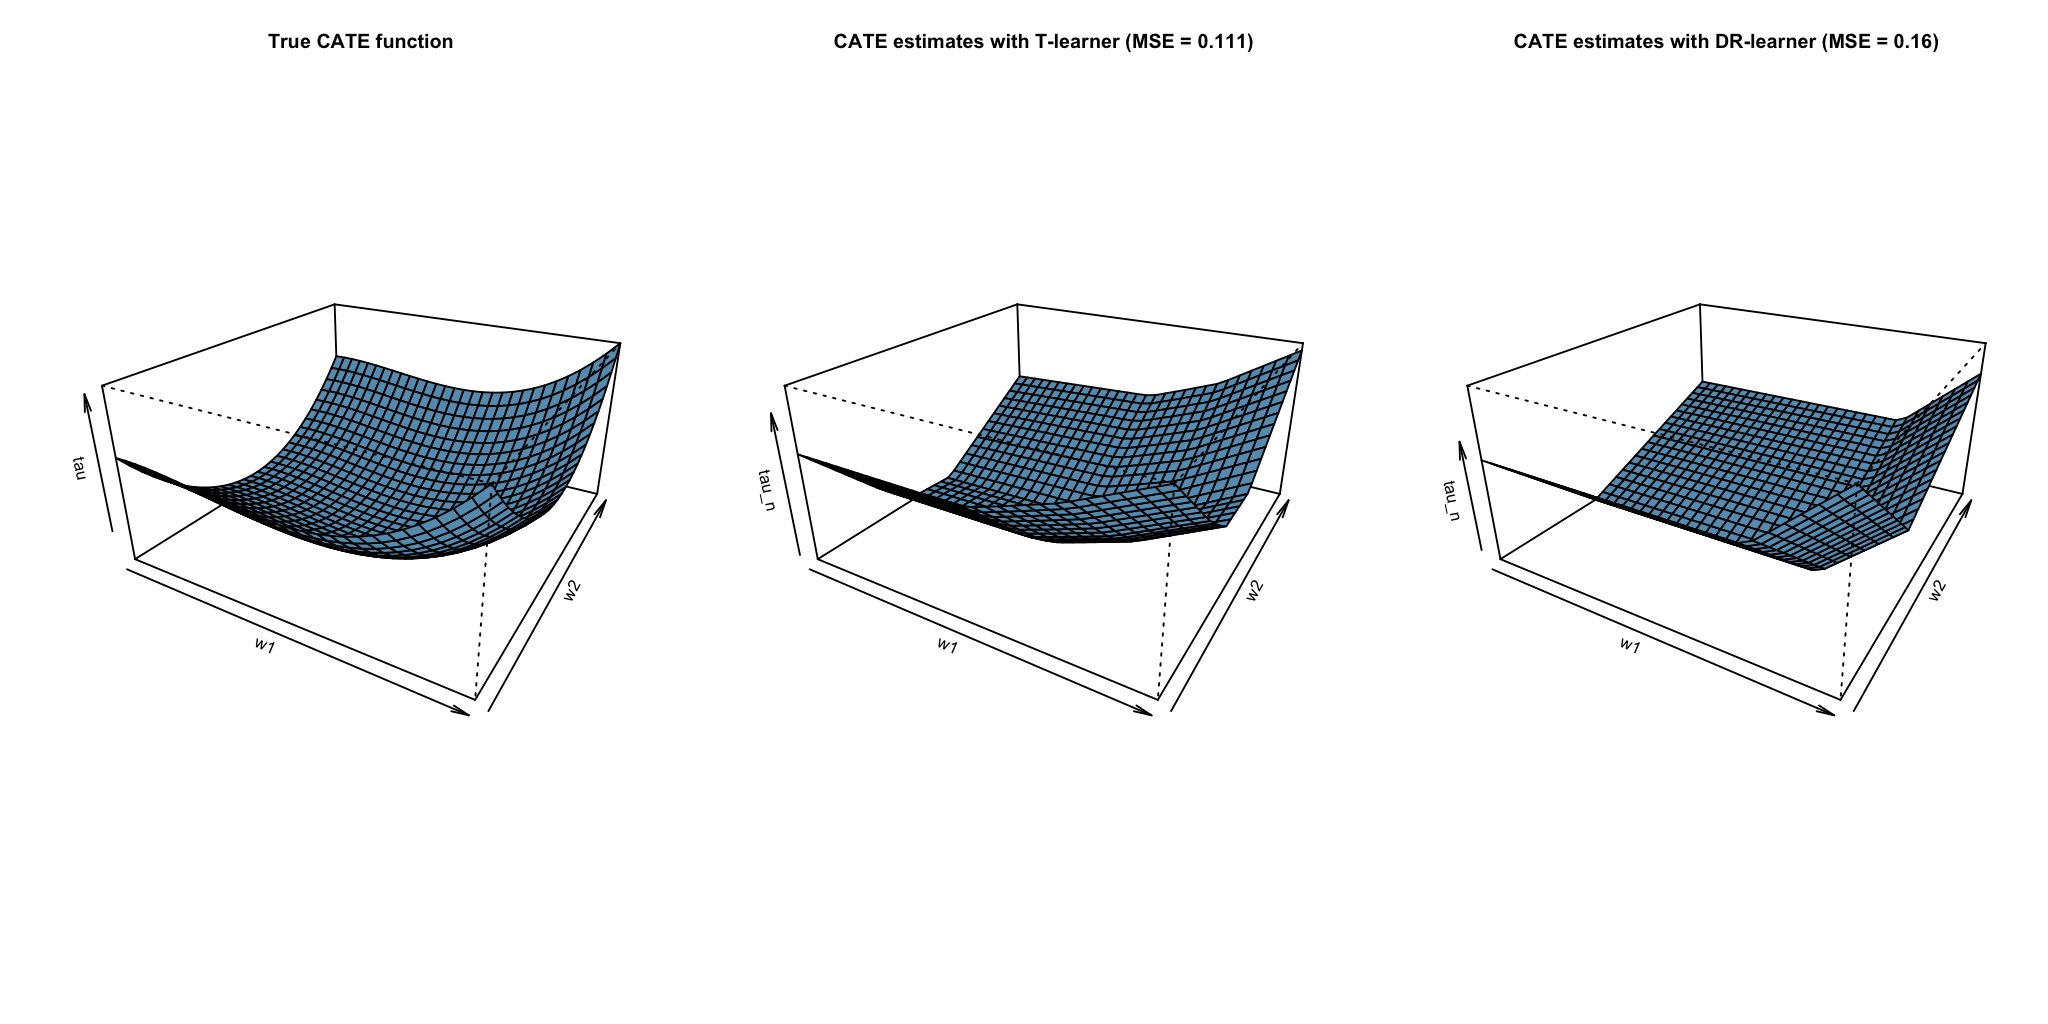 True CATE function
tau
w1
w2
CATE estimates with T-learner (MSE = 0.111)
tau_n
w1
w2
CATE estimates with DR-learner (MSE = 0.16)
tau_n
w1
w2